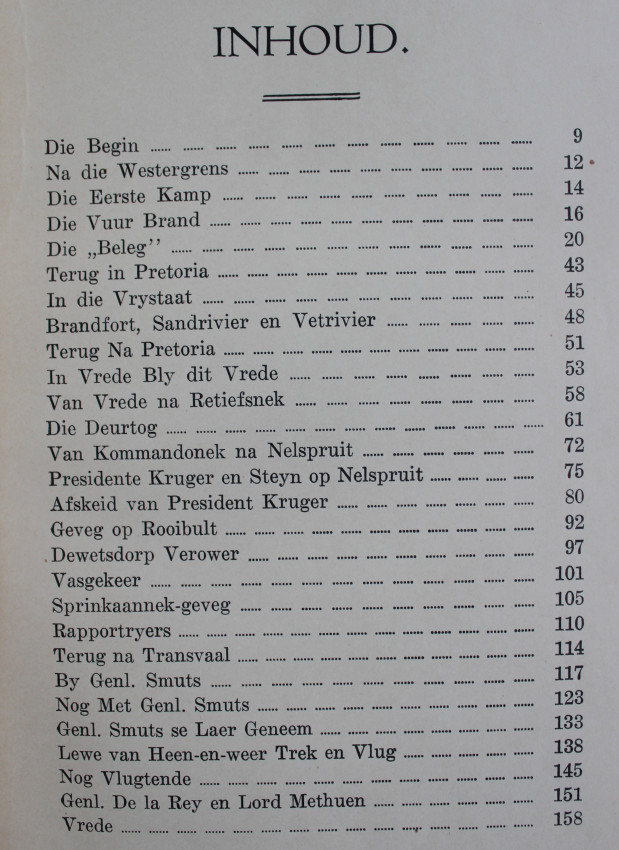 INHOUD.
Die Begin ...... ...... ...... ...... ...... ...... ...... ...... ...... ...... ...... ...... 9
Na die Westergrens ...... ...... ...... ...... ...... ...... ...... ...... ...... 12
Die Eerste Kamp ...... ...... ...... ...... ...... ...... ...... ...... ...... 14
Die Vuur Brand ...... ...... ...... ...... ...... ...... ...... ...... ...... ...... 16
Die „Beleg’’ ...... ...... ...... ...... ...... ...... ...... ...... ...... ...... ...... 20
Terug in Pretoria ...... ...... ...... ...... ...... ...... ...... ...... ...... 43
In die Vrystaat ...... ...... ...... ...... ...... ...... ...... ...... ...... ...... 45
Brandfort, Sandrivier en Vetrivier ...... ...... ...... ...... ...... 48
Terug Na Pretoria ...... ...... ...... ...... ...... ...... ...... ...... ...... 51
In Vrede Bly dit Vrede ...... ...... ...... ...... ...... ...... ...... 53
Van Vrede na Retiefsnek ...... ...... ...... ...... ...... ...... ...... 58
Die Deurtog ...... ...... ...... ...... ...... ...... ...... ...... ...... ...... ...... 61
Van Kommandonek na Nelspruit ...... ...... ...... ...... ...... 72
Presidente Kruger en Steyn op Nelspruit ...... ...... ...... ...... 75
Afskeid van President Kruger ...... ...... ...... ...... ...... ...... 80
Geveg op Rooibult ...... ...... ...... ...... ...... ...... ...... ...... ...... 92
Dewetsdorp Verower ...... ...... ...... ...... ...... ...... ...... ...... 97
Vasgekeer ...... ...... ...... ...... ...... ...... ...... ...... ...... ...... ...... 101
Sprinkaannek-geveg ...... ...... ...... ...... ...... ...... ...... ...... 105
Rapportryers ...... ...... ...... ...... ...... ...... ...... ...... ...... ...... 110
Terug na Transvaal ...... ...... ...... ...... ...... ...... ...... ...... 114
By Genl. Smuts ...... ...... ...... ...... ...... ...... ...... ...... ...... 117
Nog Met Genl. Smuts ...... ...... ...... ...... ...... ...... ...... ...... 123
Genl. Smuts se Laer Geneem ...... ...... ...... ...... ...... ...... 133
Lewe van Heen-en-weer Trek en Vlug ...... ...... ...... ...... 138
Nog Vlugtende ...... ...... ...... ...... ...... ...... ...... ...... ...... 145
Genl. De la Rey en Lord Methuen ...... ...... ...... ...... ...... 151
Vrede ...... ...... ...... ...... ...... ...... ...... ...... ...... ...... ...... 158